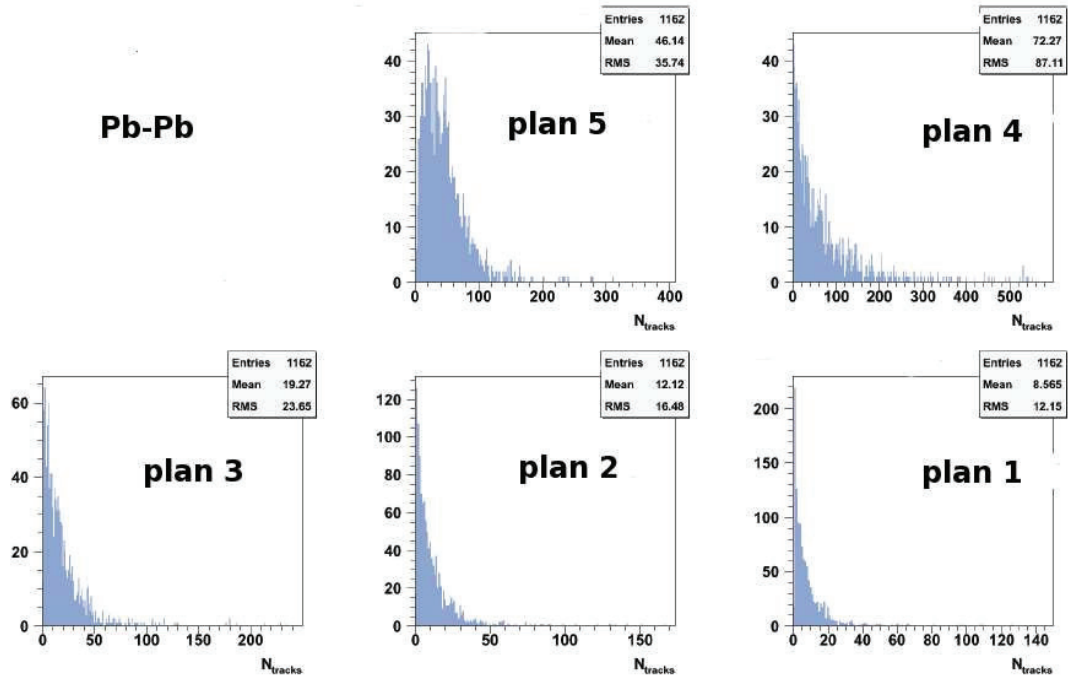 Pb-Pb
Entries 1162
Mean 46.14
RMS 35.74
plan 5
40
30
20
10
0
0 100 200 300 400
Ntracks
Entries 1162
Mean 72.27
RMS 87.11
plan 4
40
30
20
10
0
0 100 200 300 400 500
Ntracks
Entries 1162
Mean 19.27
RMS 23.65
plan 3
60
40
20
0
0 50 100 150 200
Ntracks
Entries 1162
Mean 12.12
RMS 16.48
plan 2
120
100
80
60
40
20
0
0 50 100 150
Ntracks
Entries 1162
Mean 8.565
RMS 12.15
plan 1
200
150
100
50
0
0 20 40 60 80 100 120 140
Ntracks